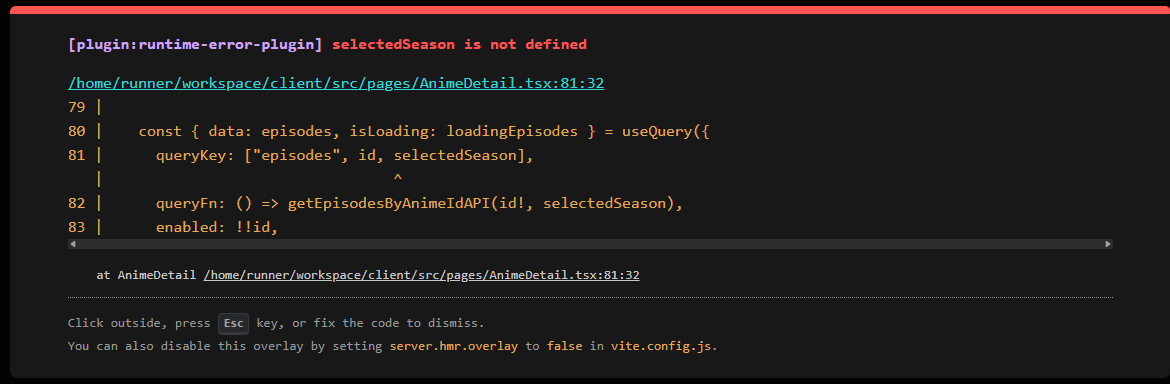 [plugin:runtime-error-plugin] selectedSeason is not defined
/home/runner/workspace/client/src/pages/AnimeDetail.tsx:81:32
79 |
80 |    const { data: episodes, isLoading: loadingEpisodes } = useQuery({
81 |      queryKey: ["episodes", id, selectedSeason],
   |                                 ^
82 |      queryFn: () => getEpisodesByAnimeIdAPI(id!, selectedSeason),
83 |      enabled: !!id,
at AnimeDetail /home/runner/workspace/client/src/pages/AnimeDetail.tsx:81:32
Click outside, press Esc key, or fix the code to dismiss.
You can also disable this overlay by setting server.hmr.overlay to false in vite.config.js.